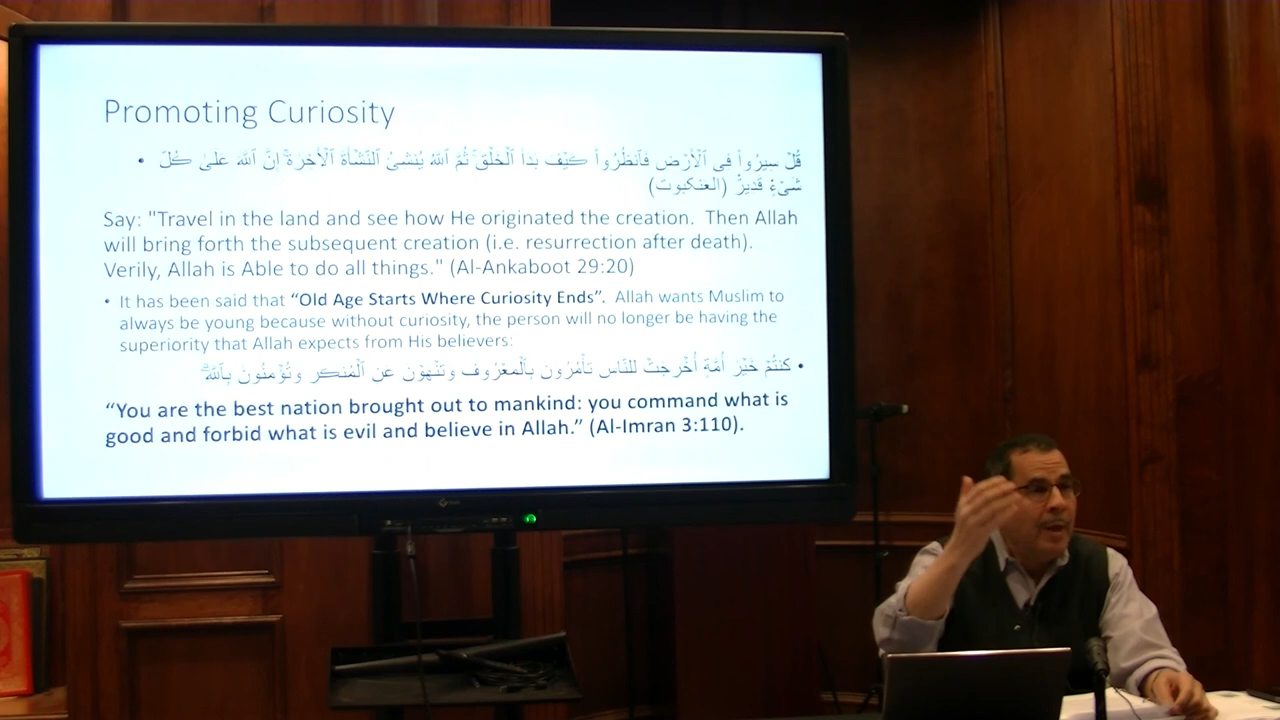 Promoting Curiosity
• قُلْ سِيرُوا۟ فِى ٱلْأَرْضِ فَٱنظُرُوا۟ كَيْفَ بَدَأَ ٱلْخَلْقَ ۚ ثُمَّ ٱللَّهُ يُنشِئُ ٱلنَّشْأَةَ ٱلْـَٔاخِرَةَ ۚ إِنَّ ٱللَّهَ عَلَىٰ كُلِّ
شَىْءٍ قَدِيرٌ (العنكبوت)
Say: "Travel in the land and see how He originated the creation. Then Allah
will bring forth the subsequent creation (i.e. resurrection after death).
Verily, Allah is Able to do all things." (Al-Ankaboot 29:20)
• It has been said that “Old Age Starts Where Curiosity Ends”. Allah wants Muslim to
always be young because without curiosity, the person will no longer be having the
superiority that Allah expects from His believers:
• كُنتُمْ خَيْرَ أُمَّةٍ أُخْرِجَتْ لِلنَّاسِ تَأْمُرُونَ بِٱلْمَعْرُوفِ وَتَنْهَوْنَ عَنِ ٱلْمُنكَرِ وَتُؤْمِنُونَ بِٱللَّهِ ۗ
“You are the best nation brought out to mankind: you command what is
good and forbid what is evil and believe in Allah.” (Al-Imran 3:110).